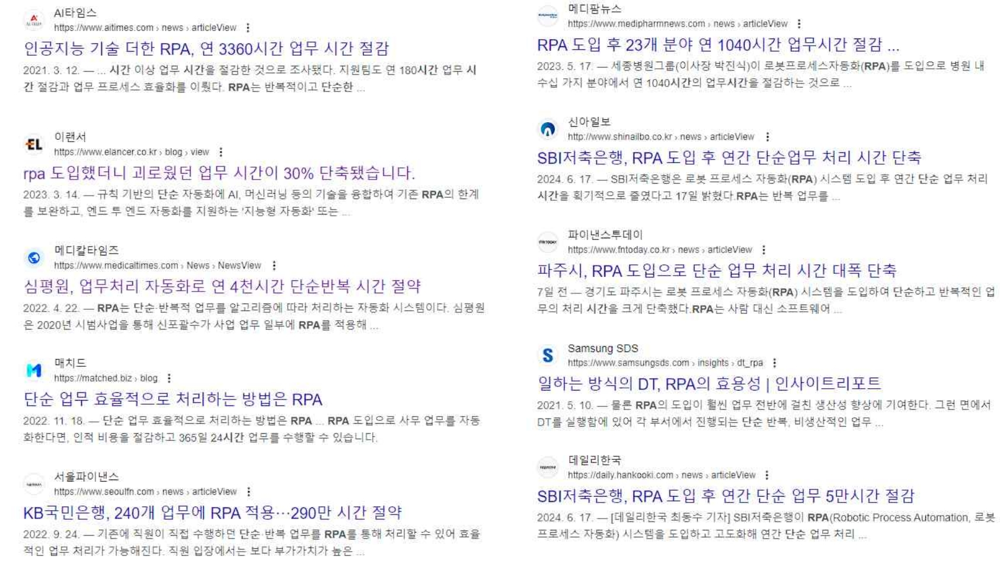 AI타임스
https://www.aitimes.com › news › articleView
인공지능 기술 더한 RPA, 연 3360시간 업무 시간 절감
2021. 3. 12. — ... 시간 이상 업무 시간을 절감한 것으로 조사됐다. 지원팀도 연 180시간 업무 시
간 절감과 업무 프로세스 효율화를 이뤘다. RPA는 반복적이고 단순한 ...
EL
이랜서
https://www.elancer.co.kr › blog › view
rpa 도입했더니 괴로웠던 업무 시간이 30% 단축됐습니다.
2023. 3. 14. — 규칙 기반의 단순 자동화에 AI, 머신러닝 등의 기술을 융합하여 기존 RPA의 한계
를 보완하고, 엔드 투 엔드 자동화를 지원하는 '지능형 자동화' 또는 ...
메디칼타임즈
https://www.medicaltimes.com › News › NewsView
심평원, 업무처리 자동화로 연 4천시간 단순반복 시간 절약
2022. 4. 22. — RPA는 단순·반복적 업무를 알고리즘에 따라 처리하는 자동화 시스템이다. 심평원
은 2020년 시범사업을 통해 신포괄수가 사업 업무 일부에 RPA를 적용해 ...
매치드
https://matched.biz › blog
단순 업무 효율적으로 처리하는 방법은 RPA
2022. 11. 18. — 단순 업무 효율적으로 처리하는 방법은 RPA ... RPA 도입으로 사무 업무를 자동
화한다면, 인적 비용을 절감하고 365일 24시간 업무를 수행할 수 있습니다.
서울파이낸스
https://www.seoulfn.com › news › articleView
KB국민은행, 240개 업무에 RPA 적용…290만 시간 절약
2022. 9. 24. — 기존에 직원이 직접 수행하던 단순·반복 업무를 RPA를 통해 처리할 수 있어 효율
적인 업무 처리가 가능해진다. 직원 입장에서는 보다 부가가치가 높은 ...
메디팜뉴스
https://www.medipharmnews.com › news › articleView
RPA 도입 후 23개 분야 연 1040시간 업무시간 절감 ...
2023. 5. 17. — 세종병원그룹(이사장 박진식)이 로봇프로세스자동화(RPA)를 도입으로 병원 내
수십 가지 분야에서 연 1040시간의 업무시간을 절감하는 것으로 ...
신아일보
http://www.shinailbo.co.kr › news › articleView
SBI저축은행, RPA 도입 후 연간 단순업무 처리 시간 단축
2024. 6. 17. — SBI저축은행은 로봇 프로세스 자동화(RPA) 시스템 도입 후 연간 단순 업무 처리
시간을 획기적으로 줄였다고 17일 밝혔다.RPA는 반복 업무를 ...
파이낸스투데이
https://www.fntoday.co.kr › news › articleView
파주시, RPA 도입으로 단순 업무 처리 시간 대폭 단축
7일 전 — 경기도 파주시는 로봇 프로세스 자동화(RPA) 시스템을 도입하여 단순하고 반복적인 업
무의 처리 시간을 크게 단축했다.RPA는 사람 대신 소프트웨어 ...
S
Samsung SDS
https://www.samsungsds.com › insights › dt_rpa
일하는 방식의 DT, RPA의 효용성 | 인사이트리포트
2021. 5. 10. — 물론 RPA의 도입이 훨씬 업무 전반에 걸친 생산성 향상에 기여한다. 그런 면에서
DT를 실행함에 있어 각 부서에서 진행되는 단순 반복, 비생산적인 업무 ...
데일리한국
https://daily.hankooki.com › news › articleView
SBI저축은행, RPA 도입 후 연간 단순 업무 5만시간 절감
2024. 6. 17. — [데일리한국 최동수 기자] SBI저축은행이 RPA(Robotic Process Automation, 로봇
프로세스 자동화) 시스템을 도입하고 고도화해 연간 단순 업무 처리 ...